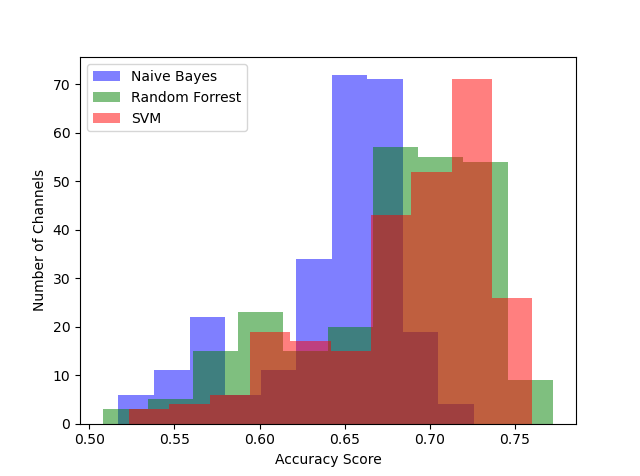 Naive Bayes
Random Forrest
SVM
Number of Channels
70
60
50
40
30
20
10
0
0.50 0.55 0.60 0.65 0.70 0.75
Accuracy Score